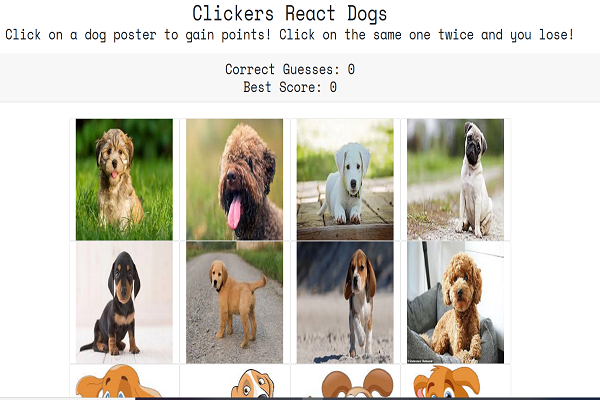 Clickers React Dogs
Click on a dog poster to gain points! Click on the same one twice and you lose!
Correct Guesses: 0
Best Score: 0